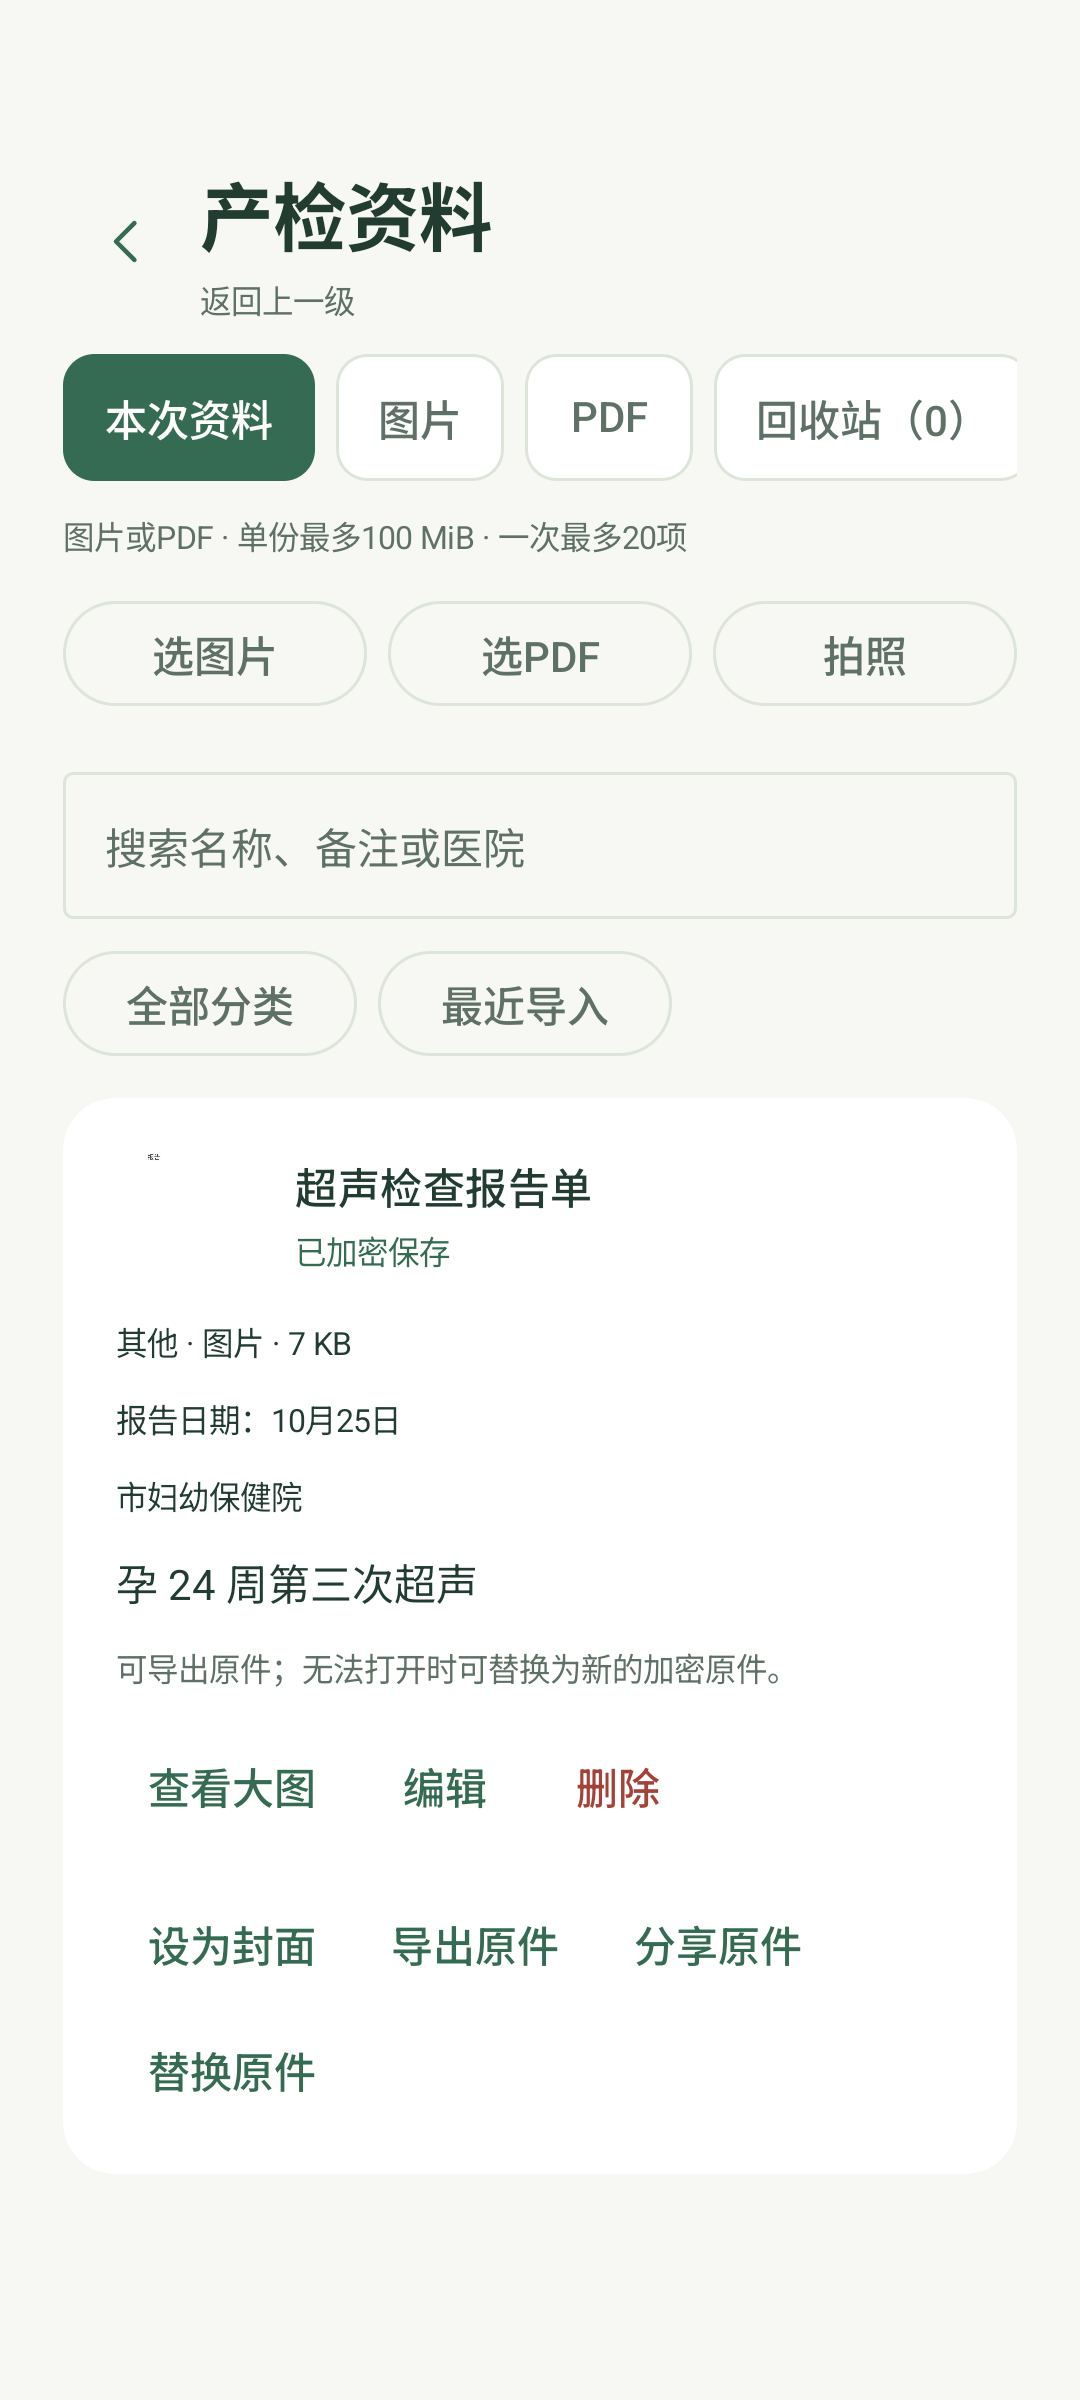 产检资料
返回上一级
本次资料 图片 PDF 回收站（0）
图片或PDF · 单份最多100 MiB · 一次最多20项
选图片 选PDF 拍照
搜索名称、备注或医院
全部分类 最近导入
超声检查报告单
已加密保存
其他 · 图片 · 7 KB
报告日期：10月25日
市妇幼保健院
孕 24 周第三次超声
可导出原件；无法打开时可替换为新的加密原件。
查看大图 编辑 删除
设为封面 导出原件 分享原件
替换原件